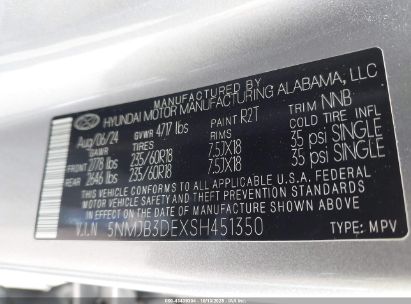 MANUFACTURED BY
HYUNDAI MOTOR MANUFACTURING ALABAMA, LLC
Aug/06/24 GVWR 4717 lbs PAINT R2T TRIM NNB
GAWR TIRES RIMS COLD TIRE INFL
FRONT 2778 lbs 235/60R18 7.5JX18 35 psi SINGLE
REAR 2646 lbs 235/60R18 7.5JX18 35 psi SINGLE
THIS VEHICLE CONFORMS TO ALL APPLICABLE U.S.A FEDERAL
MOTOR VEHICLE SAFETY AND THEFT PREVENTION STANDARDS
IN EFFECT ON THE DATE OF MANUFACTURE SHOWN ABOVE.
V.I.N 5NMJB3DEXSH451350 TYPE: MPV